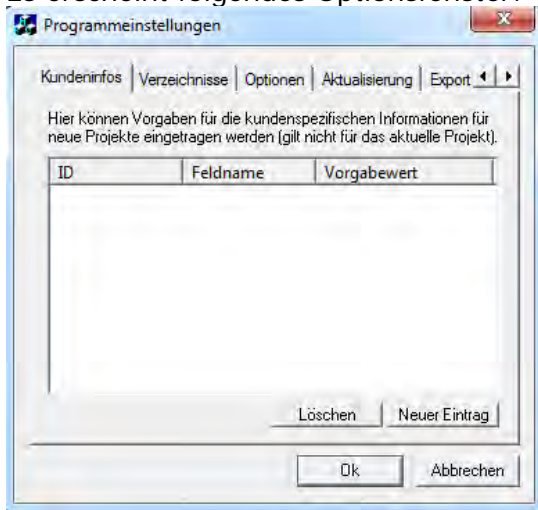 Es erscheint folgendes Optionsfenster:
Programmeinstellungen
Kundeninfos Verzeichnisse Optionen Aktualisierung Export
Hier können Vorgaben für die kundenspezifischen Informationen für
neue Projekte eingetragen werden (gilt nicht für das aktuelle Projekt).
ID Feldname Vorgabewert
Löschen Neuer Eintrag
Ok Abbrechen